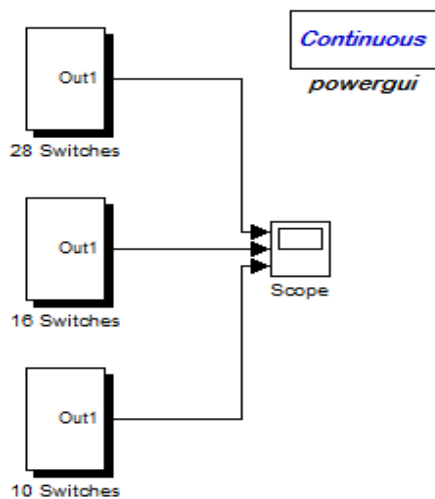 Continuous
powergui
Out1
28 Switches
Out1
16 Switches
Scope
Out1
10 Switches